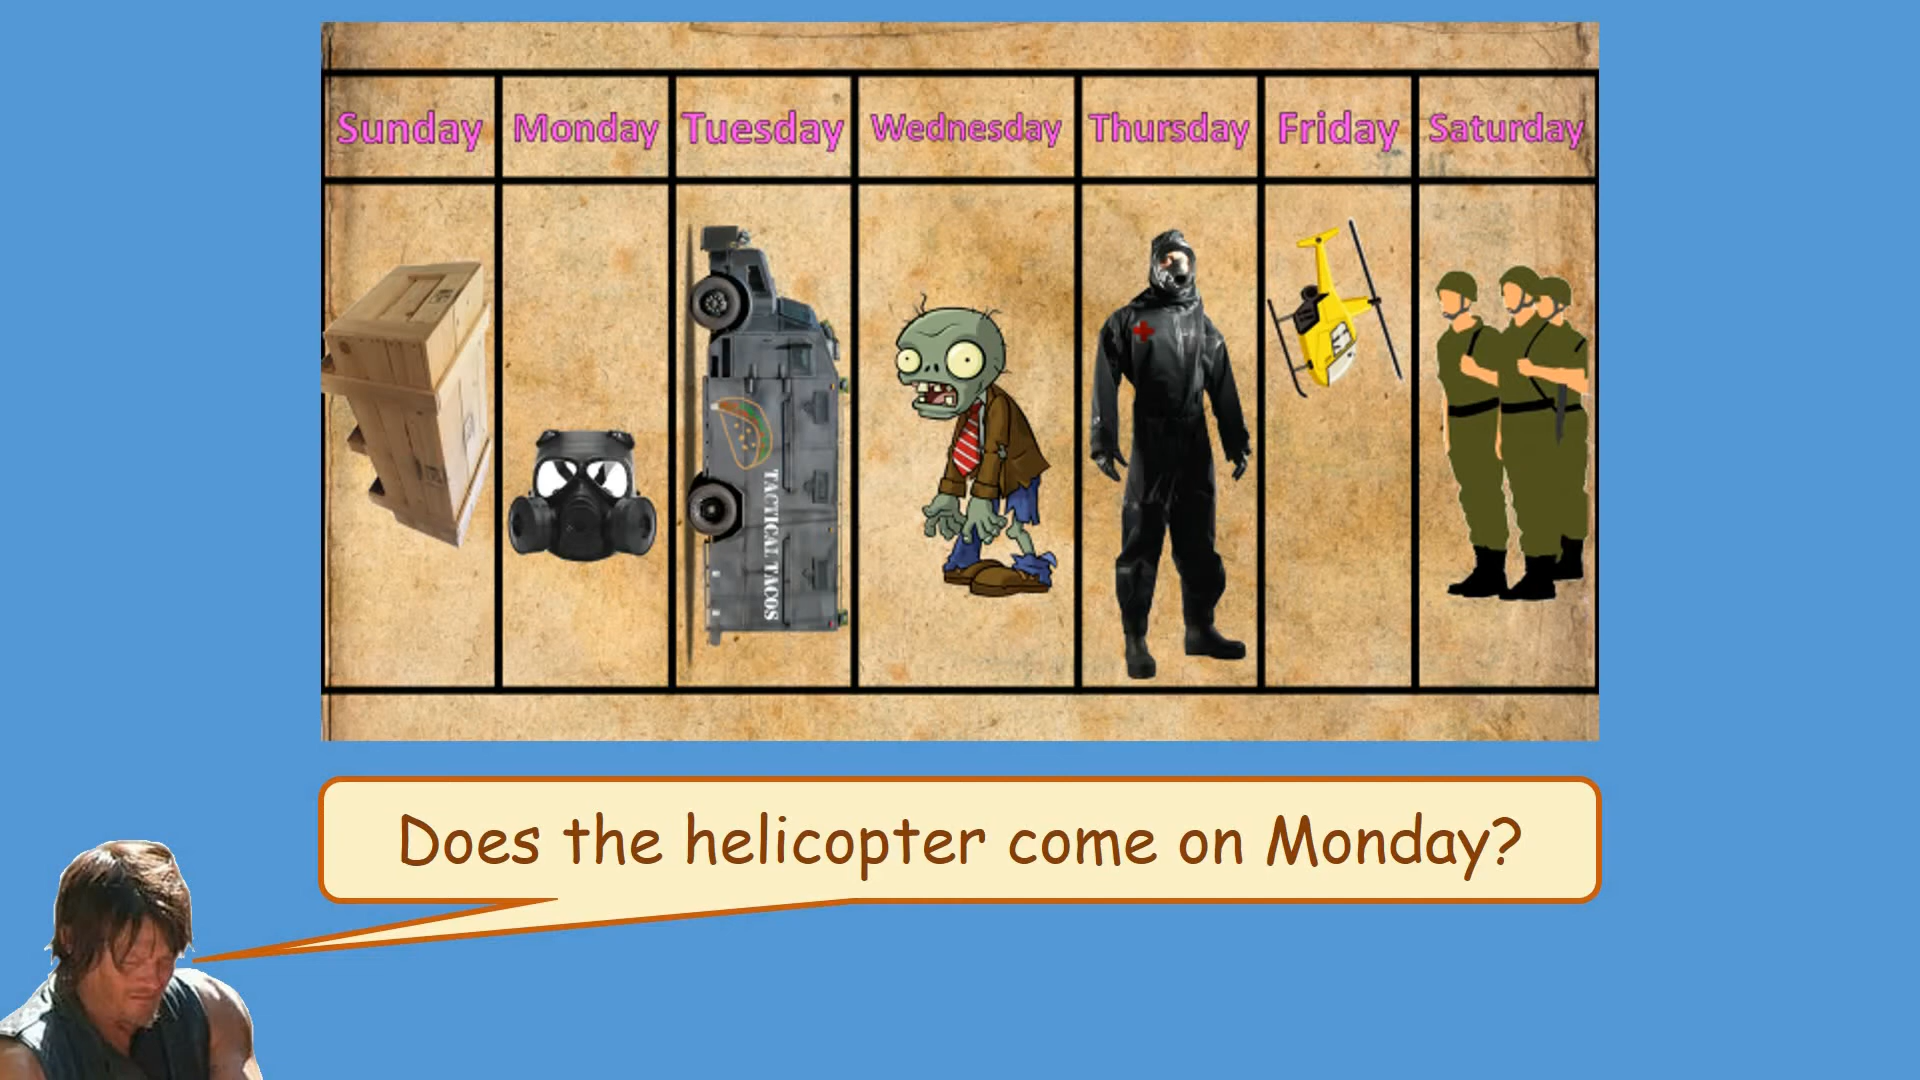 Sunday Monday Tuesday Wednesday Thursday Friday Saturday
TACTICAL TACOS
Does the helicopter come on Monday?